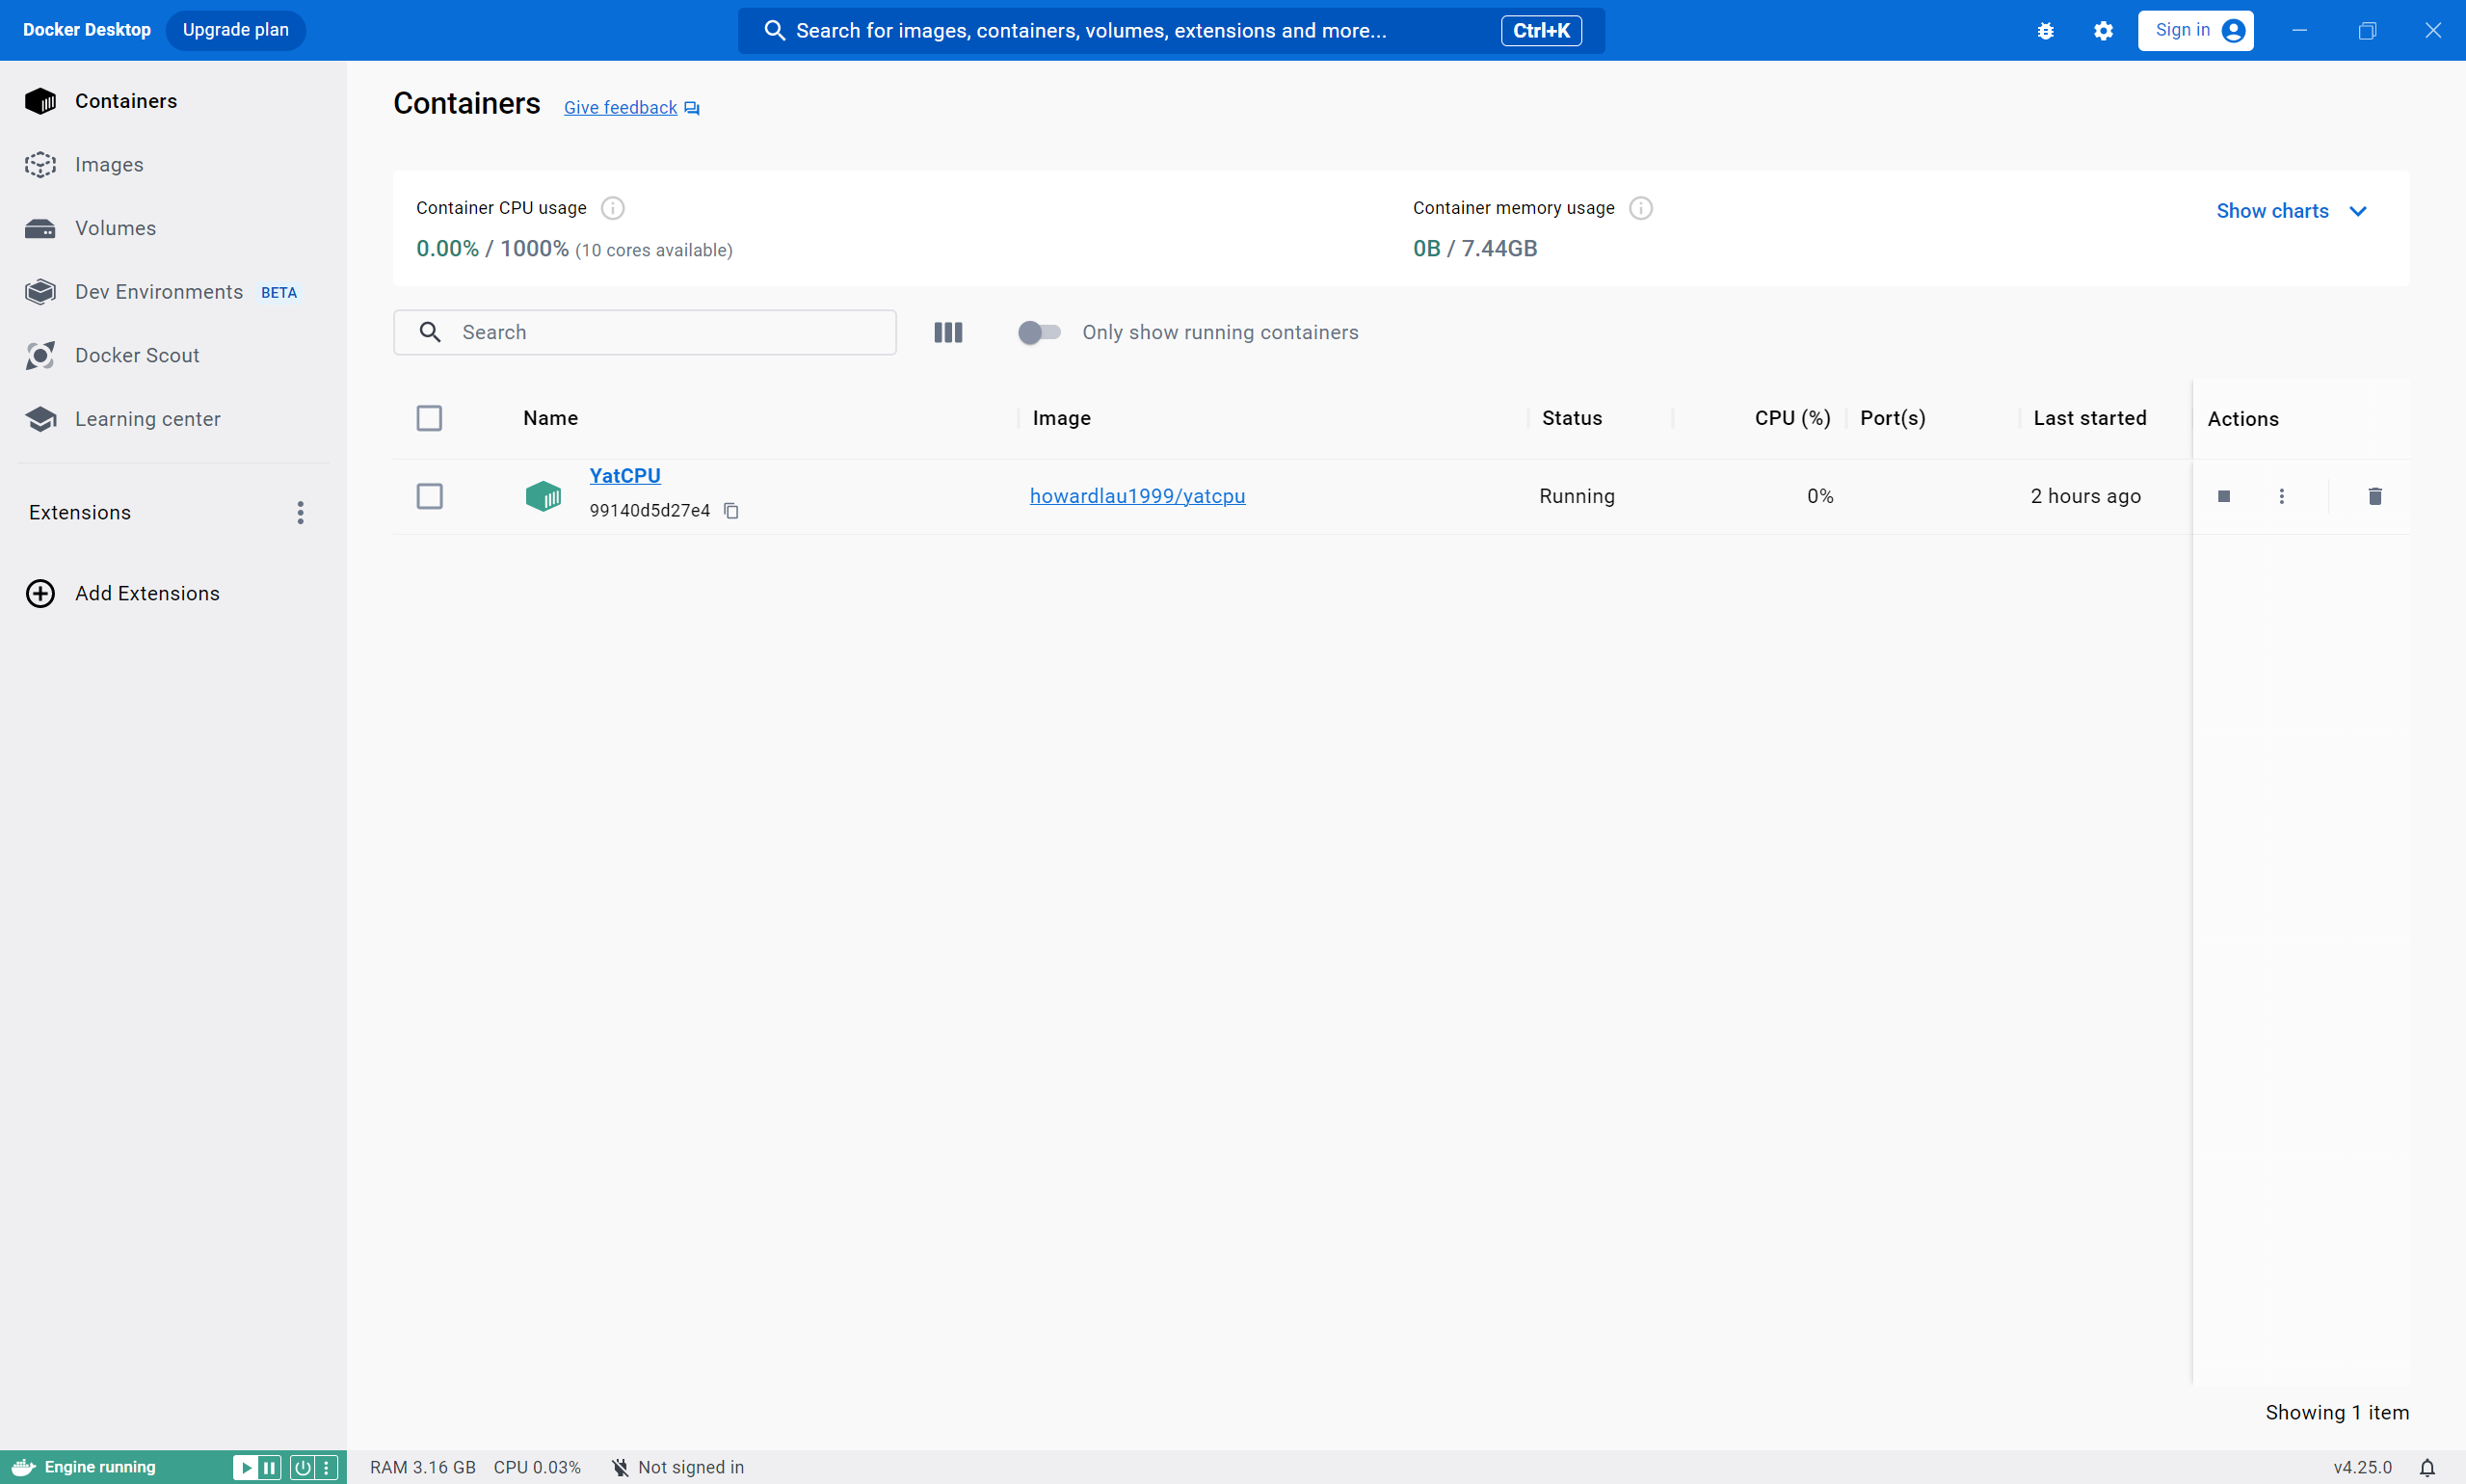 Docker Desktop Upgrade plan Search for images, containers, volumes, extensions and more... Ctrl+K Sign in
Containers
Images
Volumes
Dev Environments BETA
Docker Scout
Learning center
Extensions
Add Extensions
Containers Give feedback
Container CPU usage
0.00% / 1000% (10 cores available)
Container memory usage
0B / 7.44GB
Show charts
Search Only show running containers
Name Image Status CPU (%) Port(s) Last started Actions
YatCPU
99140d5d27e4
howardlau1999/yatcpu Running 0% 2 hours ago
Showing 1 item
Engine running RAM 3.16 GB CPU 0.03% Not signed in v4.25.0